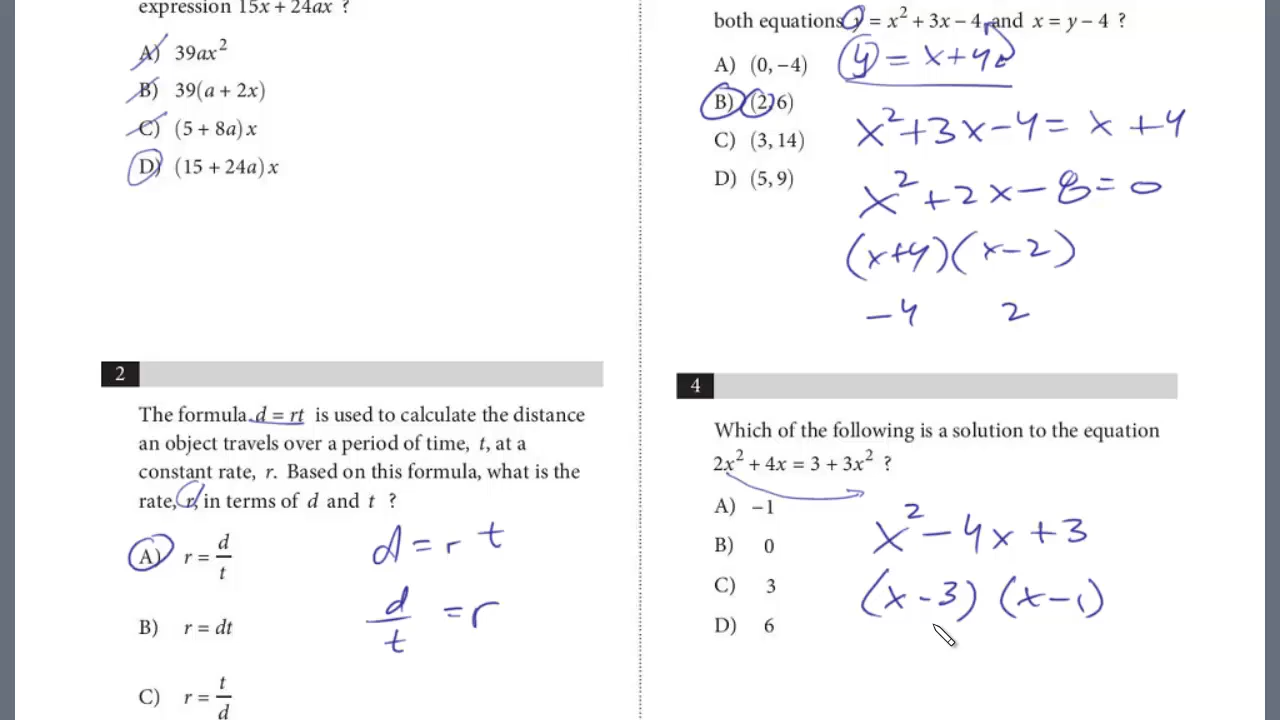 expression 15x + 24ax ?
A) 39ax²
B) 39(a + 2x)
C) (5 + 8a)x
D) (15 + 24a)x
2
The formula d = rt is used to calculate the distance
an object travels over a period of time, t, at a
constant rate, r. Based on this formula, what is the
rate, r, in terms of d and t ?
A) r = d/t
B) r = dt
C) r = t/d
d = r t
d/t = r
both equations y = x² + 3x − 4 and x = y − 4 ?
A) (0, −4)
B) (2, 6)
C) (3, 14)
D) (5, 9)
y = x + 4
x² + 3x − 4 = x + 4
x² + 2x − 8 = 0
(x+4)(x−2)
−4 2
4
Which of the following is a solution to the equation
2x² + 4x = 3 + 3x² ?
A) −1
B) 0
C) 3
D) 6
x² − 4x + 3
(x − 3) (x − 1)